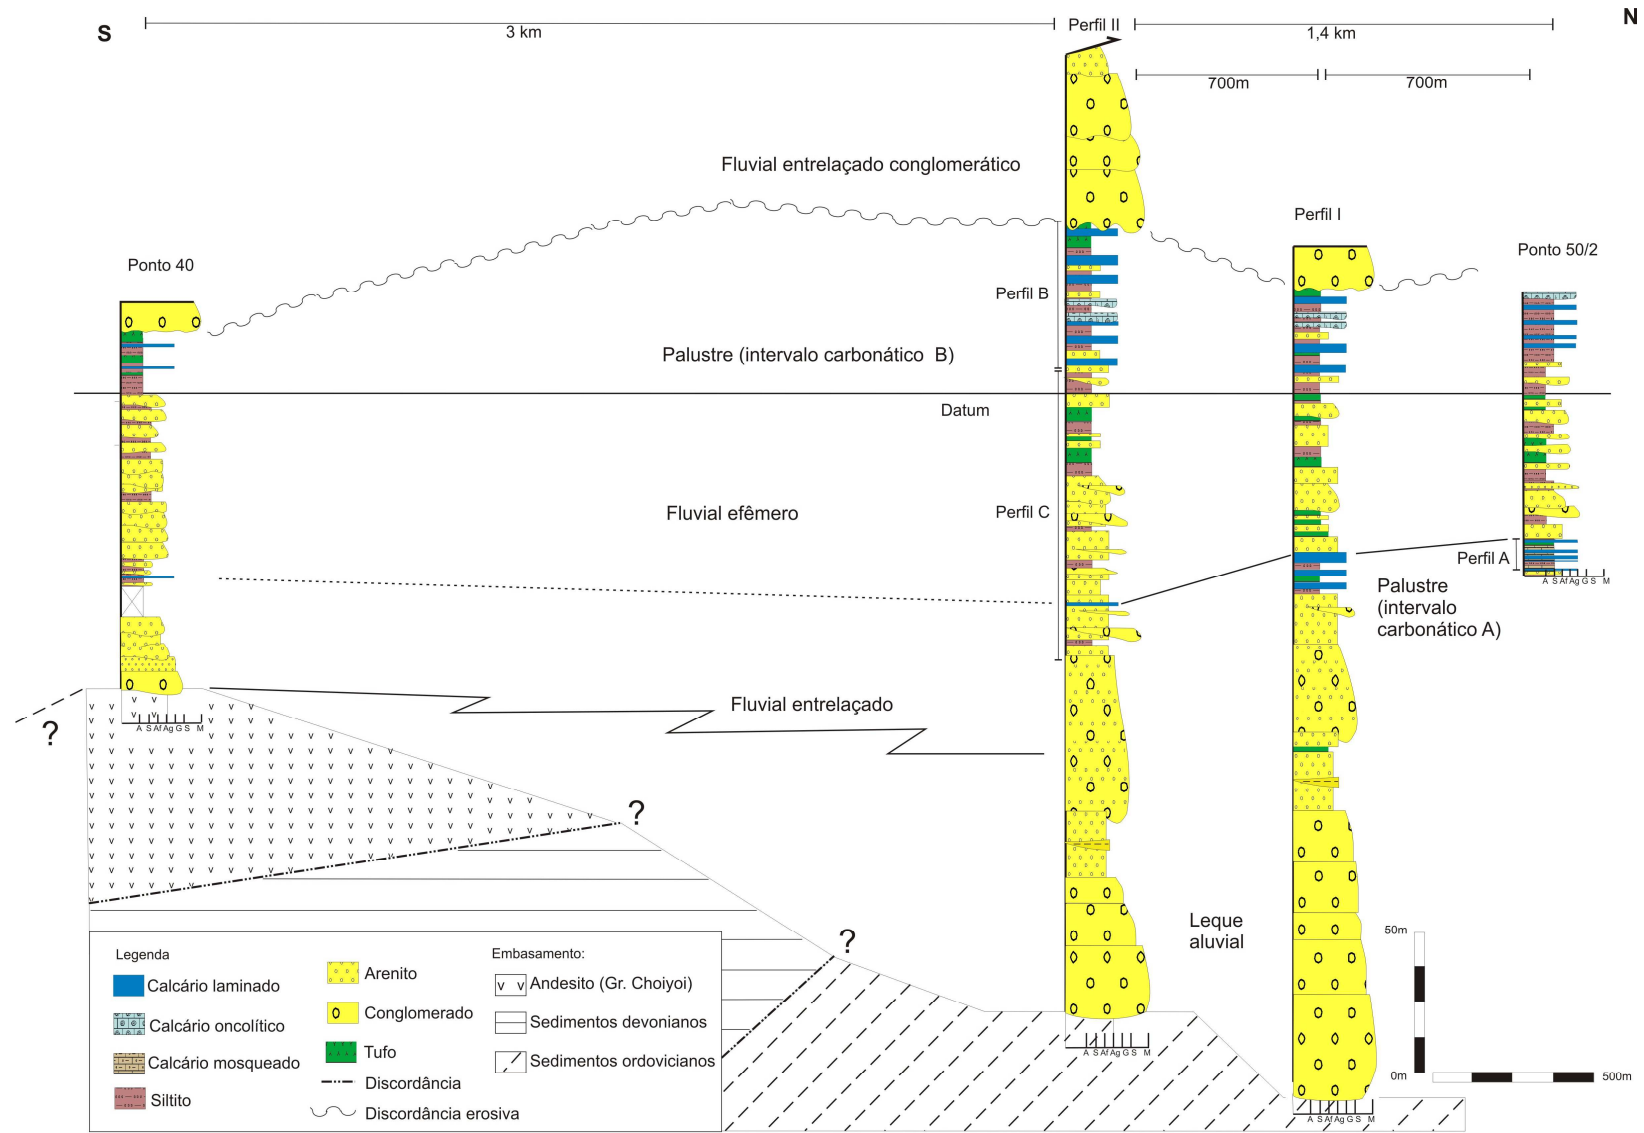 S
3 km
Perfil II
1,4 km
N
700m
700m
Fluvial entrelaçado conglomerático
Perfil I
Ponto 40
Ponto 50/2
Perfil B
Palustre (intervalo carbonático B)
Datum
Fluvial efêmero
Perfil C
Perfil A
A S Af Ag G S M
Palustre
(intervalo
carbonático A)
Fluvial entrelaçado
?
A S Af Ag G S M
?
?
Leque
aluvial
50m
0m
500m
A S Af Ag G S M
A S Af Ag G S M
Legenda
Calcário laminado
Calcário oncolítico
Calcário mosqueado
Siltito
Arenito
Conglomerado
Tufo
Discordância
Discordância erosiva
Embasamento:
Andesito (Gr. Choiyoi)
Sedimentos devonianos
Sedimentos ordovicianos